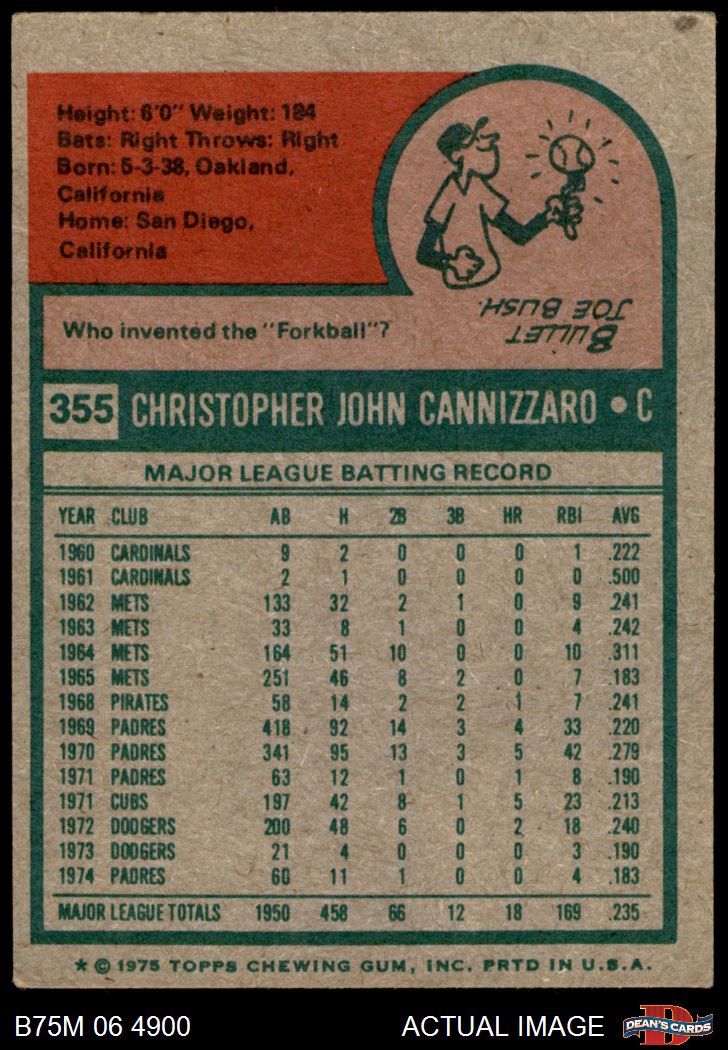 Height: 6'0" Weight: 184
Bats: Right Throws: Right
Born: 5-3-38, Oakland,
California
Home: San Diego,
California
Who invented the "Forkball"?
BULLET
JOE BUSH.
355 CHRISTOPHER JOHN CANNIZZARO • C
MAJOR LEAGUE BATTING RECORD
YEAR CLUB AB H 2B 3B HR RBI AVG
1960 CARDINALS 9 2 0 0 0 1 .222
1961 CARDINALS 2 1 0 0 0 0 .500
1962 METS 133 32 2 1 0 9 .241
1963 METS 33 8 1 0 0 4 .242
1964 METS 164 51 10 0 0 10 .311
1965 METS 251 46 8 2 0 7 .183
1968 PIRATES 58 14 2 2 1 7 .241
1969 PADRES 418 92 14 3 4 33 .220
1970 PADRES 341 95 13 3 5 42 .279
1971 PADRES 63 12 1 0 1 8 .190
1971 CUBS 197 42 8 1 5 23 .213
1972 DODGERS 200 48 6 0 2 18 .240
1973 DODGERS 21 4 0 0 0 3 .190
1974 PADRES 60 11 1 0 0 4 .183
MAJOR LEAGUE TOTALS 1950 458 66 12 18 169 .235
* © 1975 TOPPS CHEWING GUM, INC. PRTD IN U.S.A.
B75M 06 4900 ACTUAL IMAGE D DEAN'S CARDS